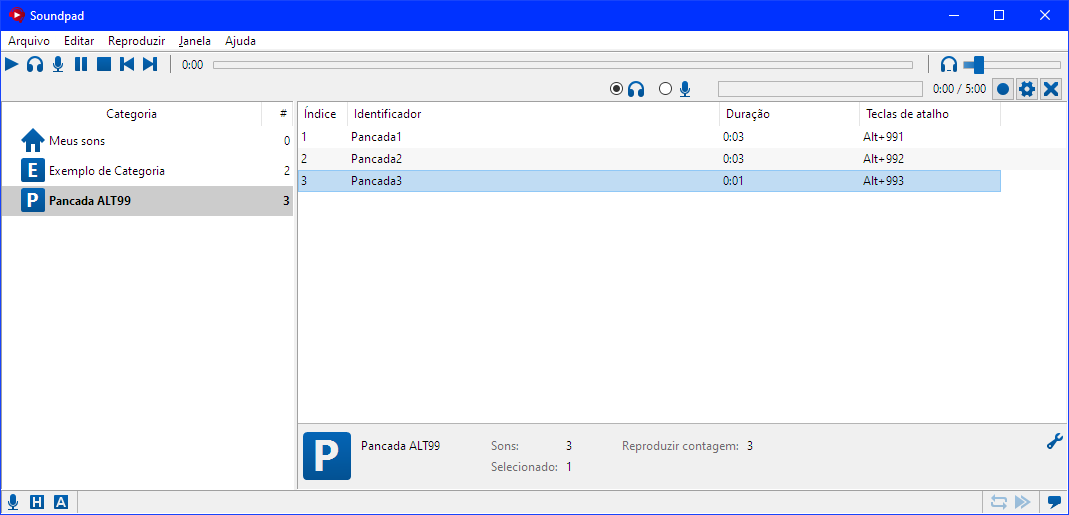 Soundpad
Arquivo Editar Reproduzir Janela Ajuda
0:00
0:00 / 5:00
Categoria #
Meus sons 0
E Exemplo de Categoria 2
P Pancada ALT99 3
Índice Identificador Duração Teclas de atalho
1 Pancada1 0:03 Alt+991
2 Pancada2 0:03 Alt+992
3 Pancada3 0:01 Alt+993
P Pancada ALT99 Sons: 3 Reproduzir contagem: 3
Selecionado: 1
H A